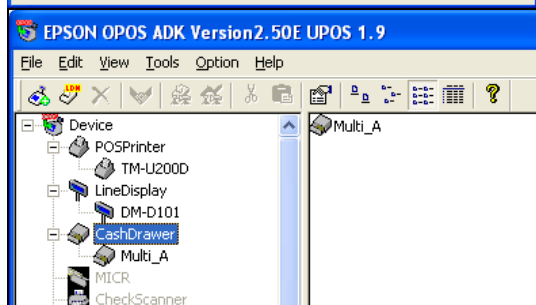 EPSON OPOS ADK Version2.50E UPOS 1.9
File Edit View Tools Option Help
Device
POSPrinter
TM-U200D
LineDisplay
DM-D101
CashDrawer
Multi_A
MICR
CheckScanner
Multi_A